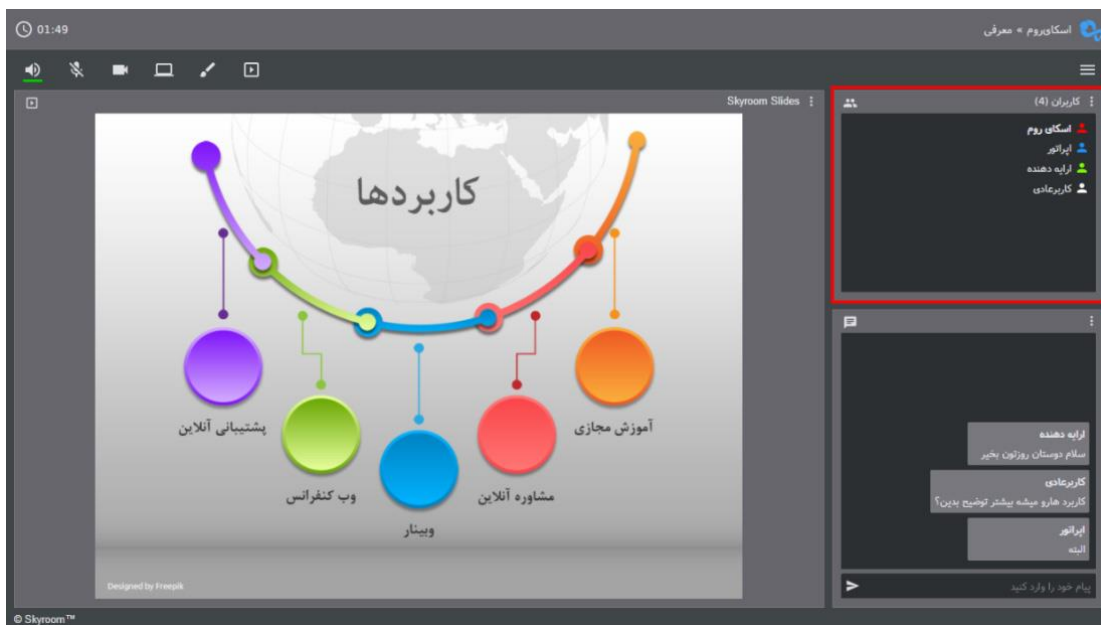 01:49
اسکای‌روم » معرفی
Skyroom Slides
کاربران (4)
اسکای روم
اپراتور
ارایه دهنده
کاربرعادی
کاربردها
آموزش مجازی
مشاوره آنلاین
وبینار
وب کنفرانس
پشتیبانی آنلاین
Designed by Freepik
ارایه دهنده
سلام دوستان روزتون بخیر
کاربرعادی
کاربرد هارو میشه بیشتر توضیح بدین؟
اپراتور
البته
پیام خود را وارد کنید
© Skyroom™